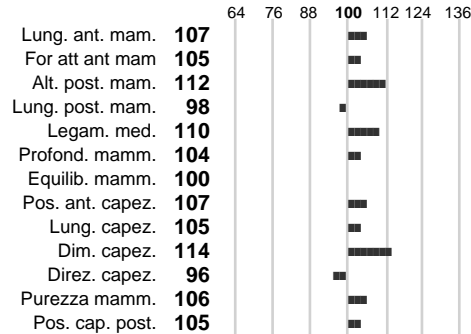 64 76 88 100 112 124 136
Lung. ant. mam. 107
For att ant mam 105
Alt. post. mam. 112
Lung. post. mam. 98
Legam. med. 110
Profond. mamm. 104
Equilib. mamm. 100
Pos. ant. capez. 107
Lung. capez. 105
Dim. capez. 114
Direz. capez. 96
Purezza mamm. 106
Pos. cap. post. 105